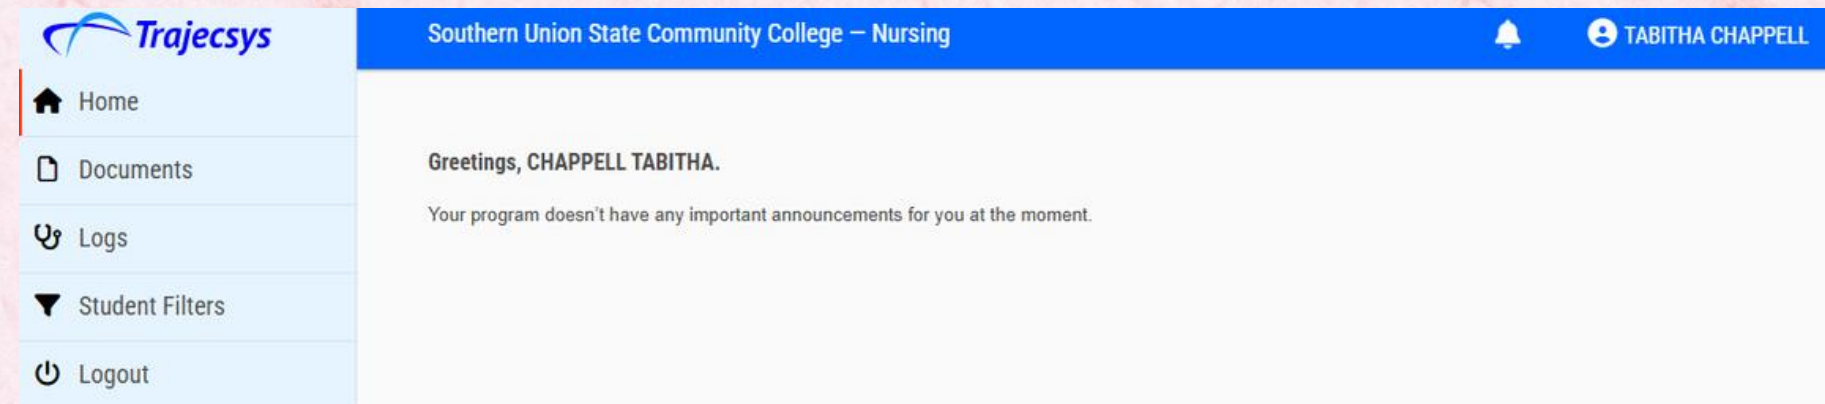 Trajecsys
Southern Union State Community College — Nursing
TABITHA CHAPPELL
Home
Documents
Logs
Student Filters
Logout
Greetings, CHAPPELL TABITHA.
Your program doesn't have any important announcements for you at the moment.